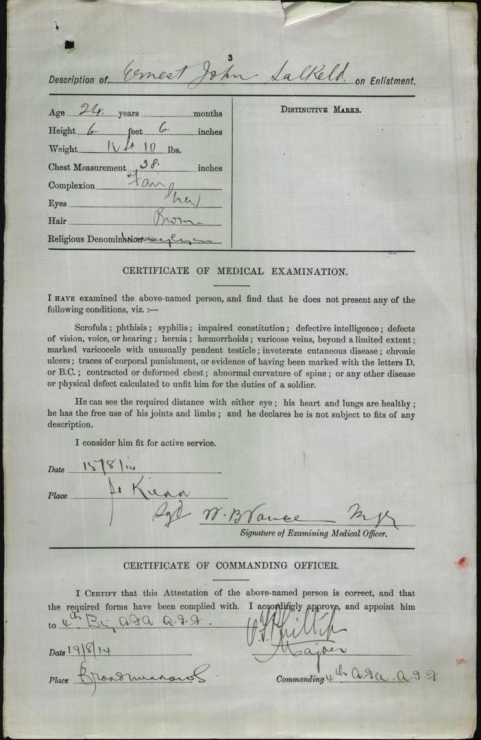 3
Description of Ernest John Salkeld on Enlistment.
Age 24 years months
Height 6 feet 6 inches
Weight 10 lbs.
Chest Measurement 38 inches
Complexion Fair
Eyes
Hair Brown
Religious Denomination
DISTINCTIVE MARKS.
CERTIFICATE OF MEDICAL EXAMINATION.
I HAVE examined the above-named person, and find that he does not present any of the
following conditions, viz. :—
Scrofula ; phthisis ; syphilis ; impaired constitution ; defective intelligence ; defects
of vision, voice, or hearing ; hernia ; hæmorrhoids ; varicose veins, beyond a limited extent ;
marked varicocele with unusually pendent testicle ; inveterate cutaneous disease ; chronic
ulcers ; traces of corporal punishment, or evidence of having been marked with the letters D.
or B.C. ; contracted or deformed chest ; abnormal curvature of spine ; or any other disease
or physical defect calculated to unfit him for the duties of a soldier.
He can see the required distance with either eye ; his heart and lungs are healthy ;
he has the free use of his joints and limbs ; and he declares he is not subject to fits of any
description.
I consider him fit for active service.
Date 15/8/14
Place St Kilda
Sgd W. B Vance
Signature of Examining Medical Officer.
CERTIFICATE OF COMMANDING OFFICER.
I CERTIFY that this Attestation of the above-named person is correct, and that
the required forms have been complied with. I accordingly approve, and appoint him
to 4th
Date 19/8/14
Major
Place Broadmeadows
Commanding 4th